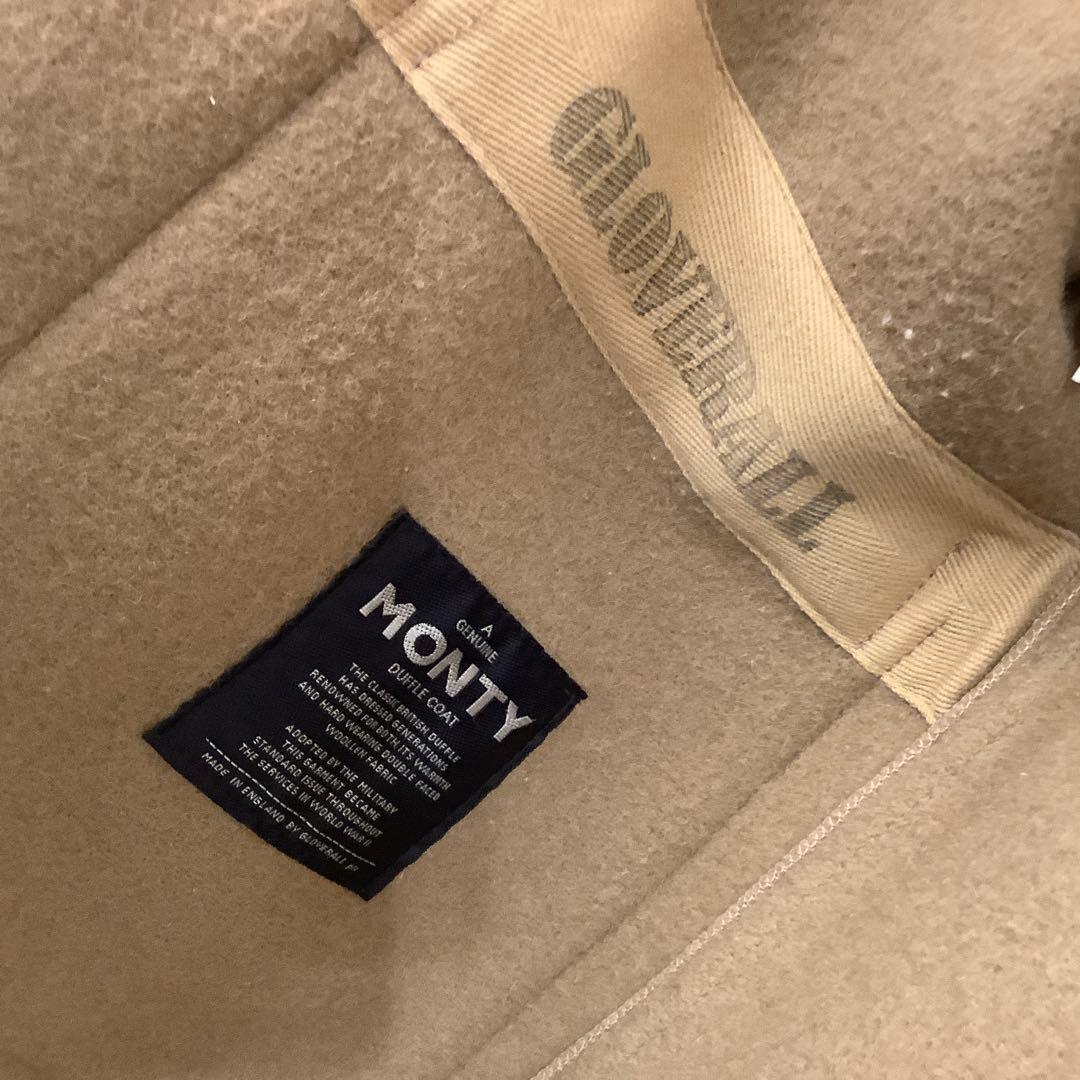 GLOVERALL
A
GENUINE
MONTY
DUFFLE COAT
THE CLASSIC BRITISH DUFFLE
HAS DRESSED GENERATIONS.
RENOWNED FOR BOTH ITS WARMTH
AND HARD WEARING DOUBLE FACED
WOOLLEN FABRIC
ADOPTED BY THE MILITARY
THIS GARMENT BECAME
STANDARD ISSUE THROUGHOUT
THE SERVICES IN WORLD WAR II.
MADE IN ENGLAND BY GLOVERALL plc